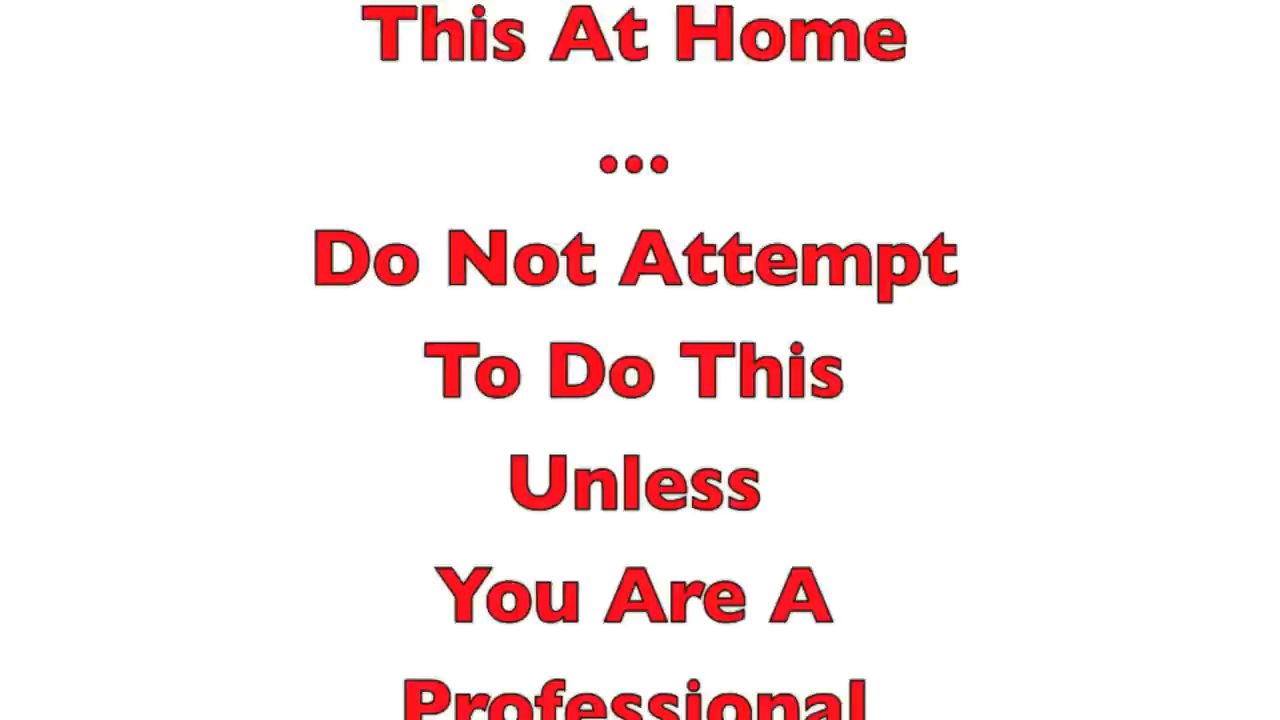 This At Home
...
Do Not Attempt
To Do This
Unless
You Are A
Professional